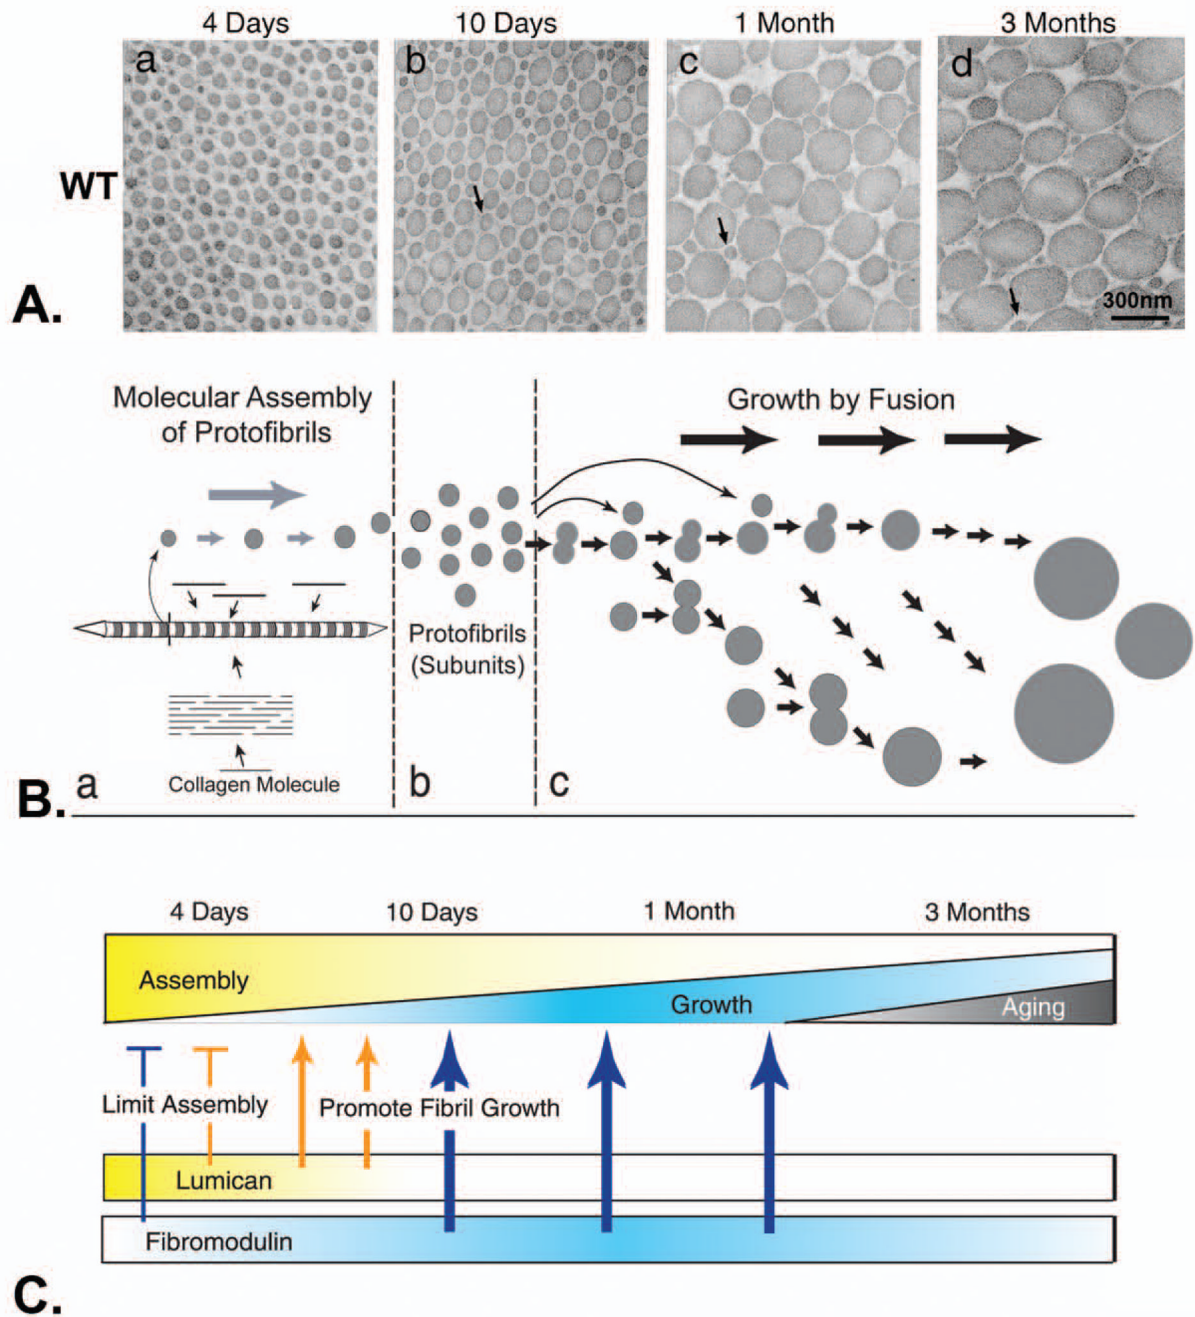 4 Days 10 Days 1 Month 3 Months
a b c d
WT
A.
300nm
Molecular Assembly
of Protofibrils
Growth by Fusion
Protofibrils
(Subunits)
Collagen Molecule
a b c
B.
4 Days 10 Days 1 Month 3 Months
Assembly
Growth
Aging
Limit Assembly
Promote Fibril Growth
Lumican
Fibromodulin
C.